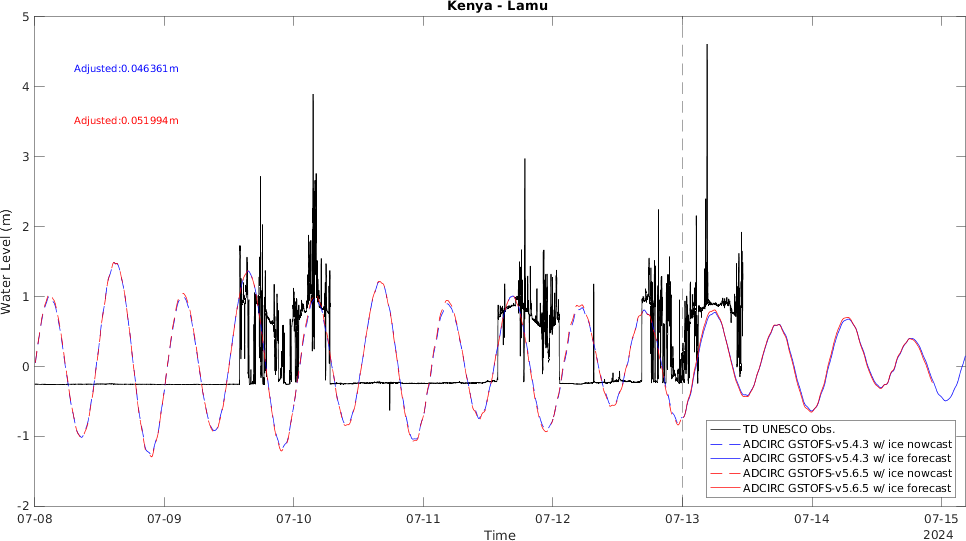 Kenya - Lamu
5
4
3
2
1
0
-1
-2
Water Level (m)
Adjusted:0.046361m
Adjusted:0.051994m
TD UNESCO Obs.
ADCIRC GSTOFS-v5.4.3 w/ ice nowcast
ADCIRC GSTOFS-v5.4.3 w/ ice forecast
ADCIRC GSTOFS-v5.6.5 w/ ice nowcast
ADCIRC GSTOFS-v5.6.5 w/ ice forecast
07-08 07-09 07-10 07-11 07-12 07-13 07-14 07-15
Time
2024